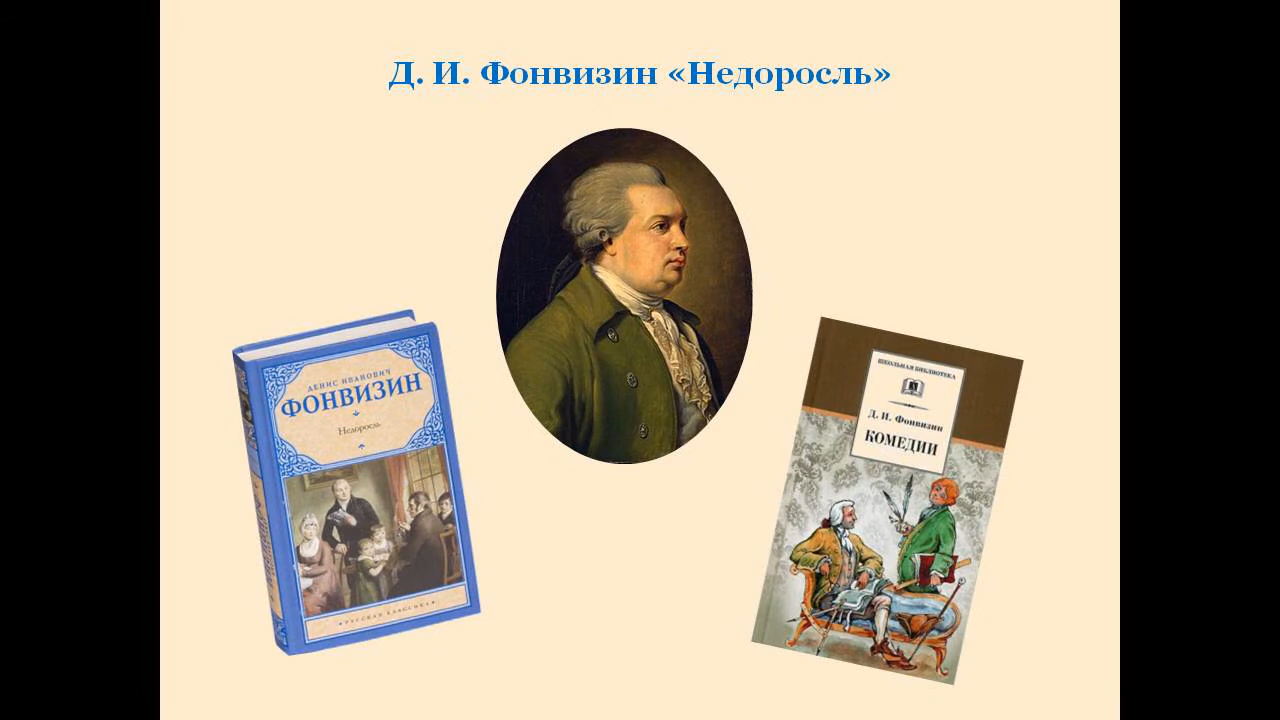 Д. И. Фонвизин «Недоросль»
ДЕНИС ИВАНОВИЧ
ФОНВИЗИН
Недоросль
РУССКАЯ КЛАССИКА
ШКОЛЬНАЯ БИБЛИОТЕКА
Д. И. Фонвизин
КОМЕДИИ